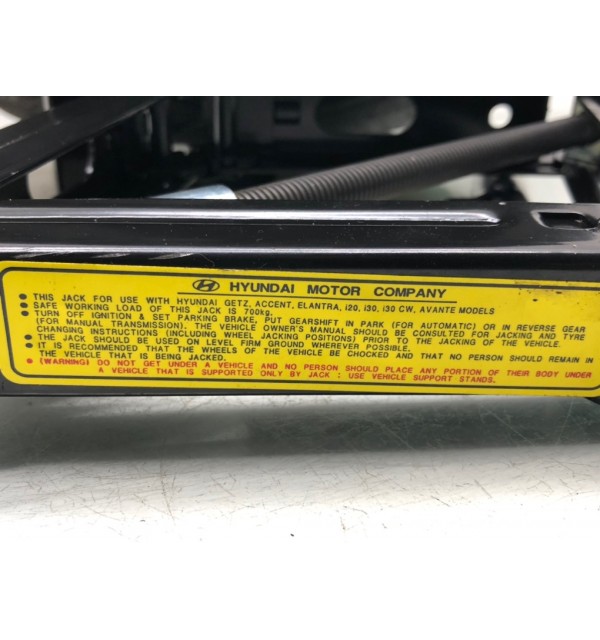 HYUNDAI MOTOR COMPANY
● THIS JACK FOR USE WITH HYUNDAI GETZ, ACCENT, ELANTRA, i20, i30, i30 CW, AVANTE MODELS
● SAFE WORKING LOAD OF THIS JACK IS 700kg.
● TURN OFF IGNITION & SET PARKING BRAKE, PUT GEARSHIFT IN PARK (FOR AUTOMATIC) OR IN REVERSE GEAR
(FOR MANUAL TRANSMISSION). THE VEHICLE OWNER'S MANUAL SHOULD BE CONSULTED FOR JACKING AND TYRE
CHANGING INSTRUCTIONS (INCLUDING WHEEL JACKING POSITIONS) PRIOR TO THE JACKING OF THE VEHICLE.
● THE JACK SHOULD BE USED ON LEVEL FIRM GROUND WHEREVER POSSIBLE.
● IT IS RECOMMENDED THAT THE WHEELS OF THE VEHICLE BE CHOCKED AND THAT NO PERSON SHOULD REMAIN IN
THE VEHICLE THAT IS BEING JACKED.
● (WARNING) DO NOT GET UNDER A VEHICLE AND NO PERSON SHOULD PLACE ANY PORTION OF THEIR BODY UNDER
A VEHICLE THAT IS SUPPORTED ONLY BY JACK : USE VEHICLE SUPPORT STANDS.